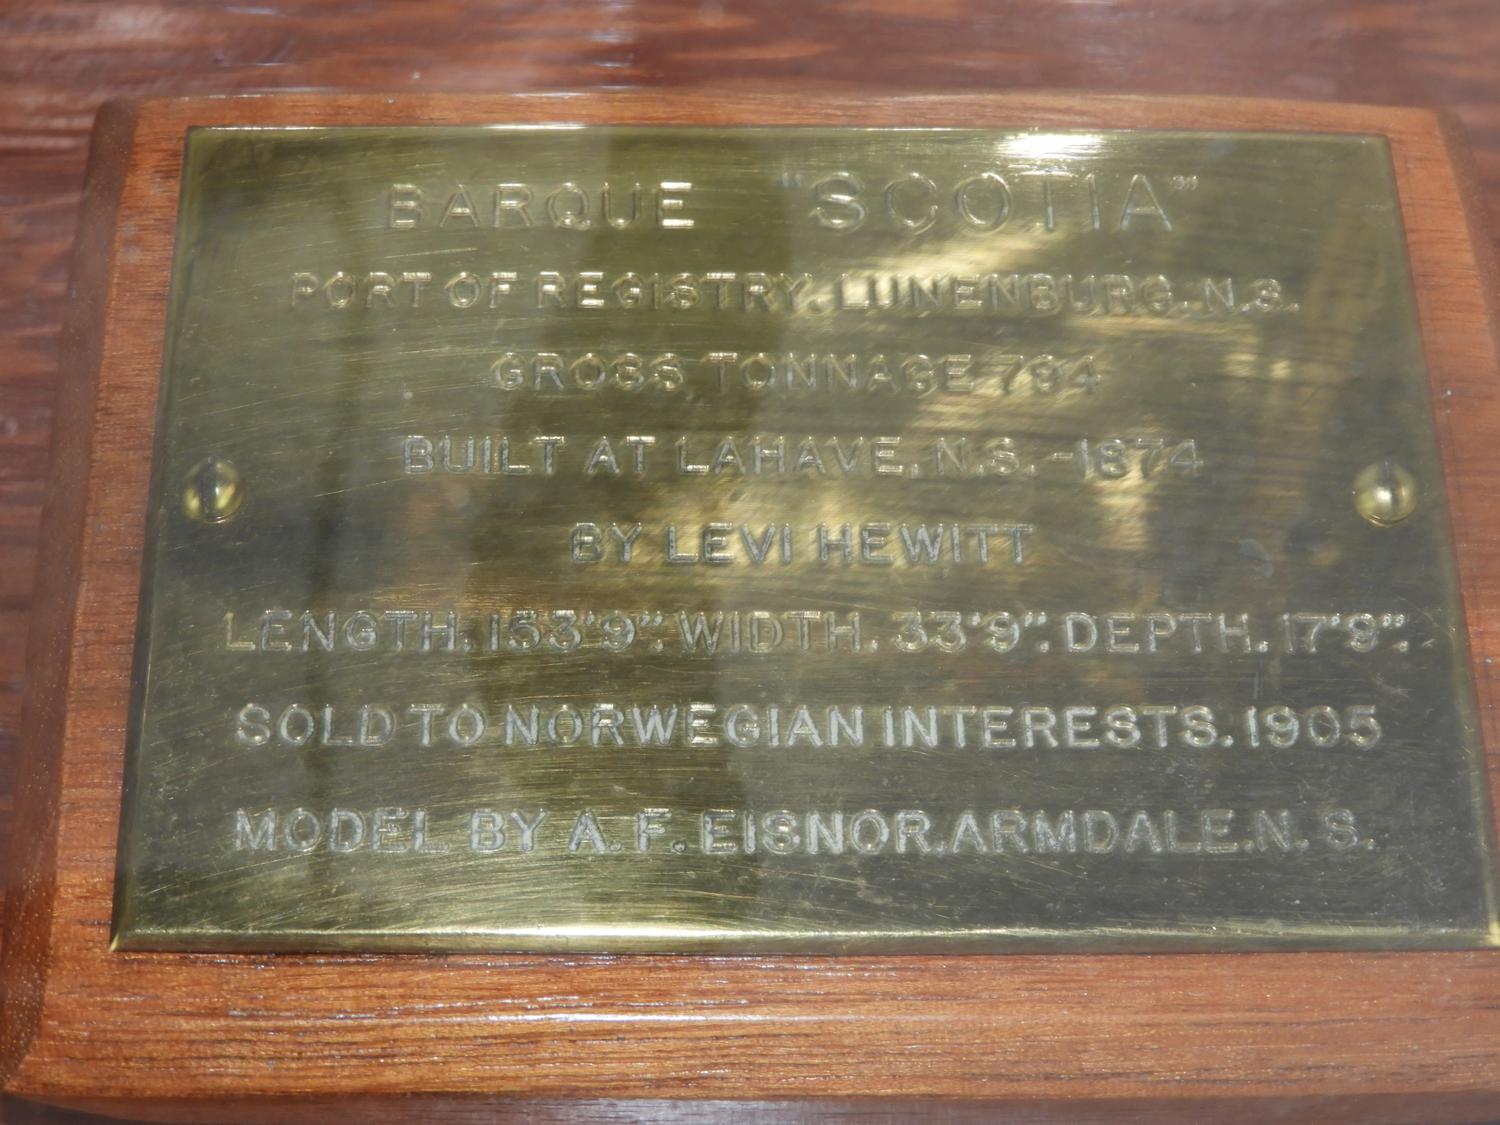 BARQUE "SCOTIA"
PORT OF REGISTRY. LUNENBURG. N.S.
GROSS TONNAGE 794
BUILT AT LAHAVE, N.S. - 1874
BY LEVI HEWITT
LENGTH. 153'9". WIDTH. 33'9". DEPTH. 17'9".
SOLD TO NORWEGIAN INTERESTS. 1905
MODEL BY A. F. EISNOR. ARMDALE. N. S.